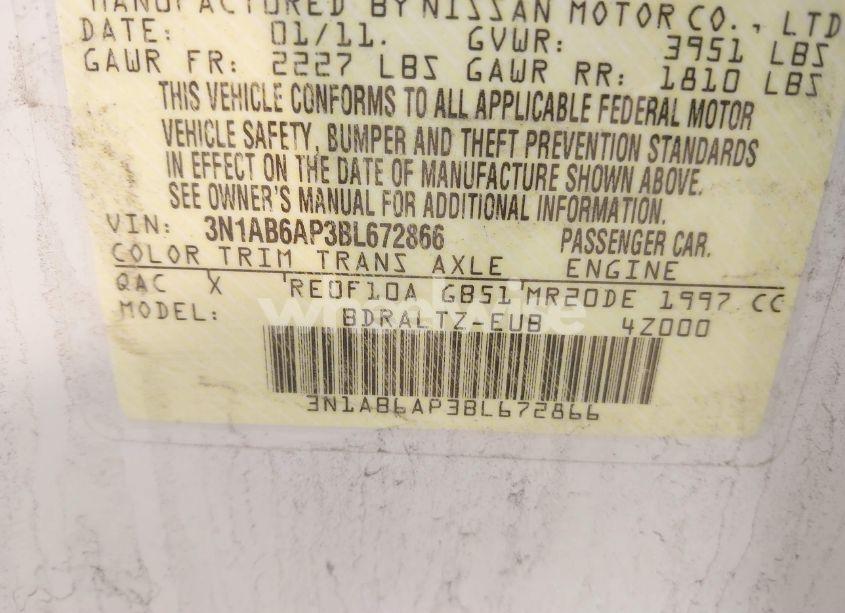 MANUFACTURED BY NISSAN MOTOR CO., LTD
DATE: 01/11. GVWR: 3951 LBS
GAWR FR: 2227 LBS GAWR RR: 1810 LBS
THIS VEHICLE CONFORMS TO ALL APPLICABLE FEDERAL MOTOR
VEHICLE SAFETY, BUMPER AND THEFT PREVENTION STANDARDS
IN EFFECT ON THE DATE OF MANUFACTURE SHOWN ABOVE.
SEE OWNER'S MANUAL FOR ADDITIONAL INFORMATION.
VIN: 3N1AB6AP3BL672866 PASSENGER CAR.
COLOR TRIM TRANS AXLE ENGINE
QAC X RE0F10A GB51 MR20DE 1997 CC
MODEL: BDRALTZ-EUB 4Z000
3N1AB6AP3BL672866